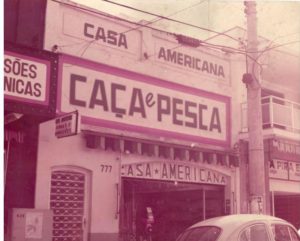 CASA AMERICANA
SÕES
NICAS
CAÇA e PESCA
777
CASA ★ AMERICANA